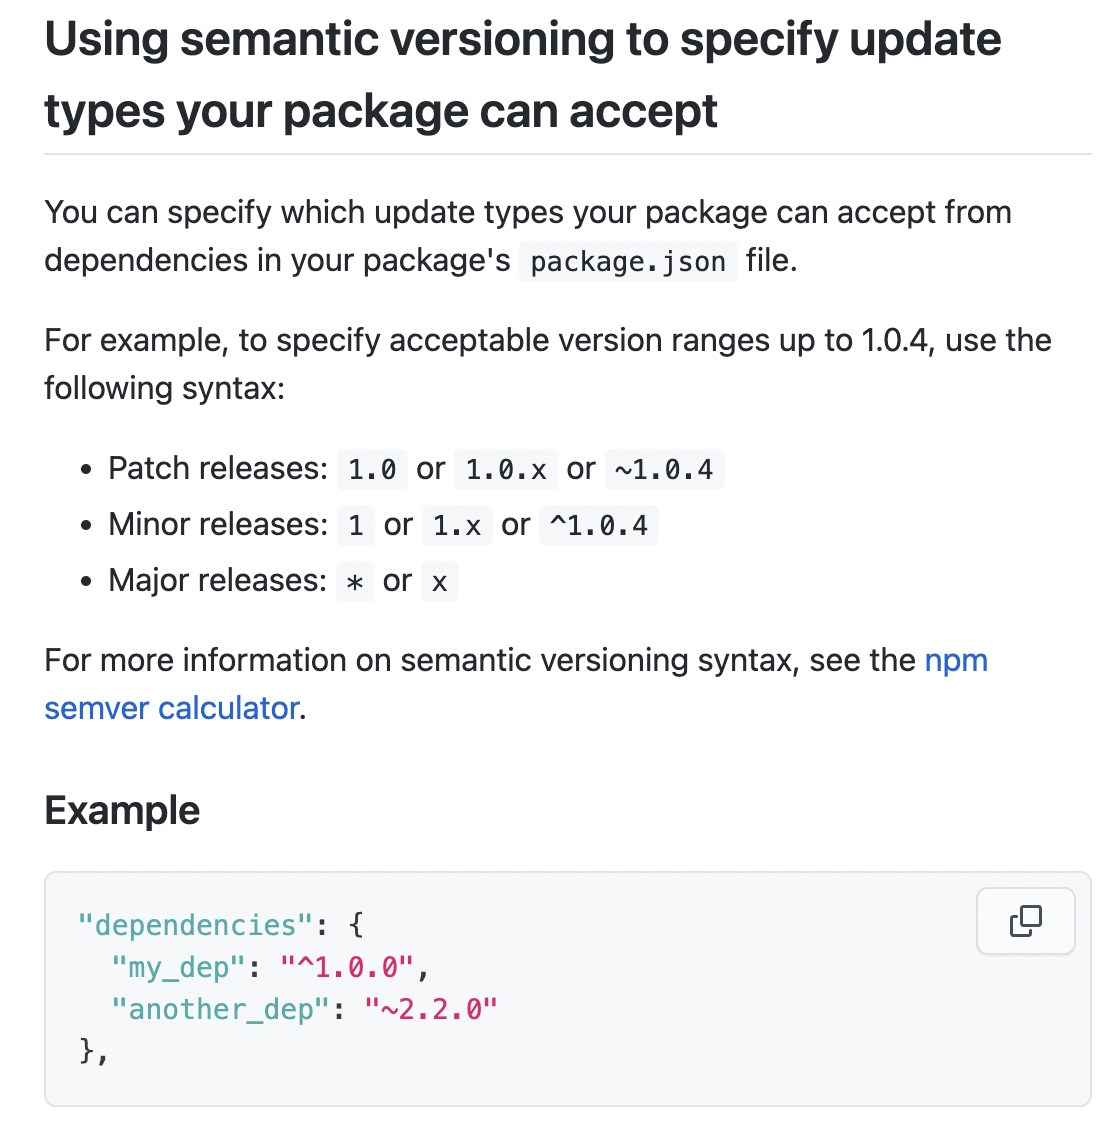 Using semantic versioning to specify update
types your package can accept
You can specify which update types your package can accept from
dependencies in your package's package.json file.
For example, to specify acceptable version ranges up to 1.0.4, use the
following syntax:
• Patch releases: 1.0 or 1.0.x or ~1.0.4
• Minor releases: 1 or 1.x or ^1.0.4
• Major releases: * or x
For more information on semantic versioning syntax, see the npm
semver calculator.
Example
"dependencies": {
  "my_dep": "^1.0.0",
  "another_dep": "~2.2.0"
},